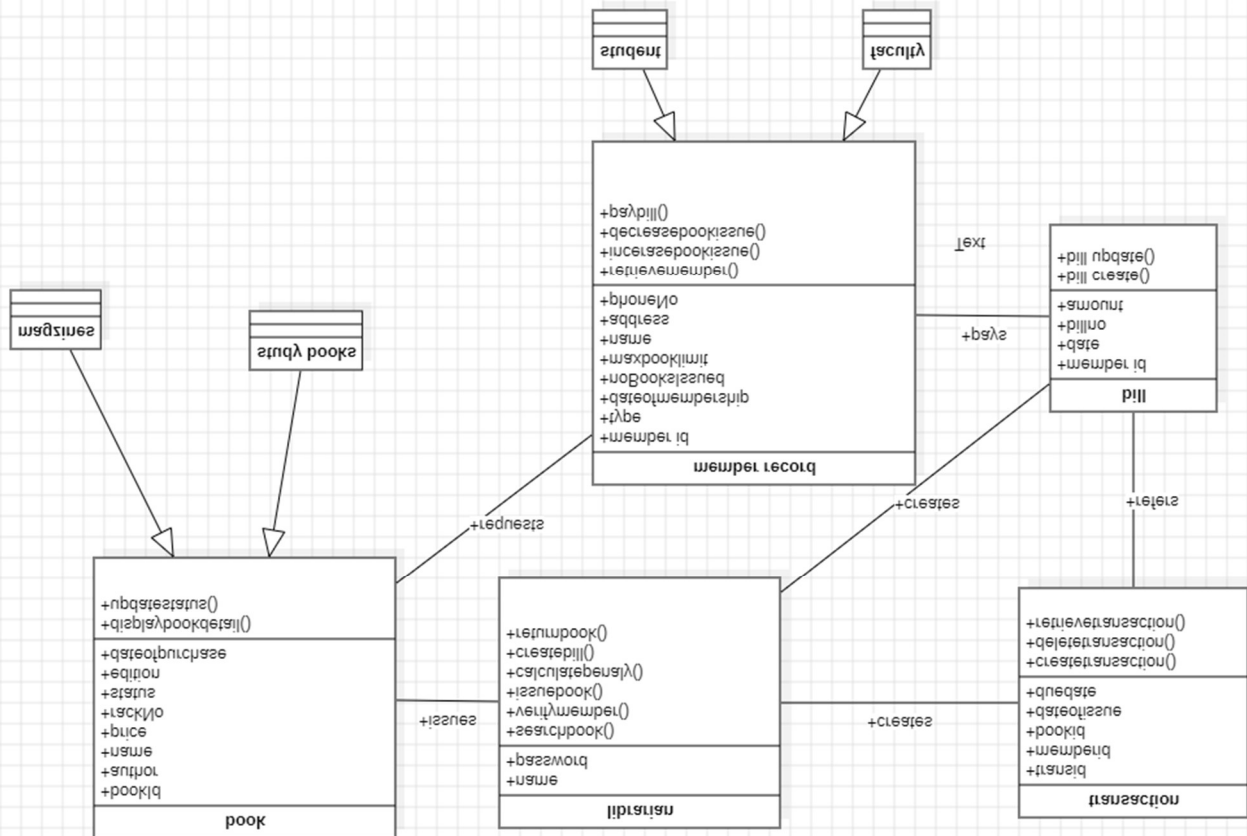 book
+bookId
+author
+name
+price
+rackNo
+status
+edition
+dateofpurchase
+displaybookdetail()
+updatestatus()
+issues
librarian
+name
+password
+searchbook()
+verifymember()
+issuebook()
+calculatepenaly()
+createbill()
+returnbook()
+creates
transaction
+transid
+memberid
+bookid
+dateofissue
+duedate
+createtransaction()
+deletetransaction()
+retrievetransaction()
+requests
+creates
+refers
member record
+member id
+type
+dateofmembership
+noBooksIssued
+maxbooklimit
+name
+address
+phoneNo
+retrievemember()
+incerasebookissue()
+decreasebookissue()
+paybill()
+pays
bill
+member id
+date
+billno
+amount
+bill create()
+bill update()
Text
study books
magzines
student
faculty